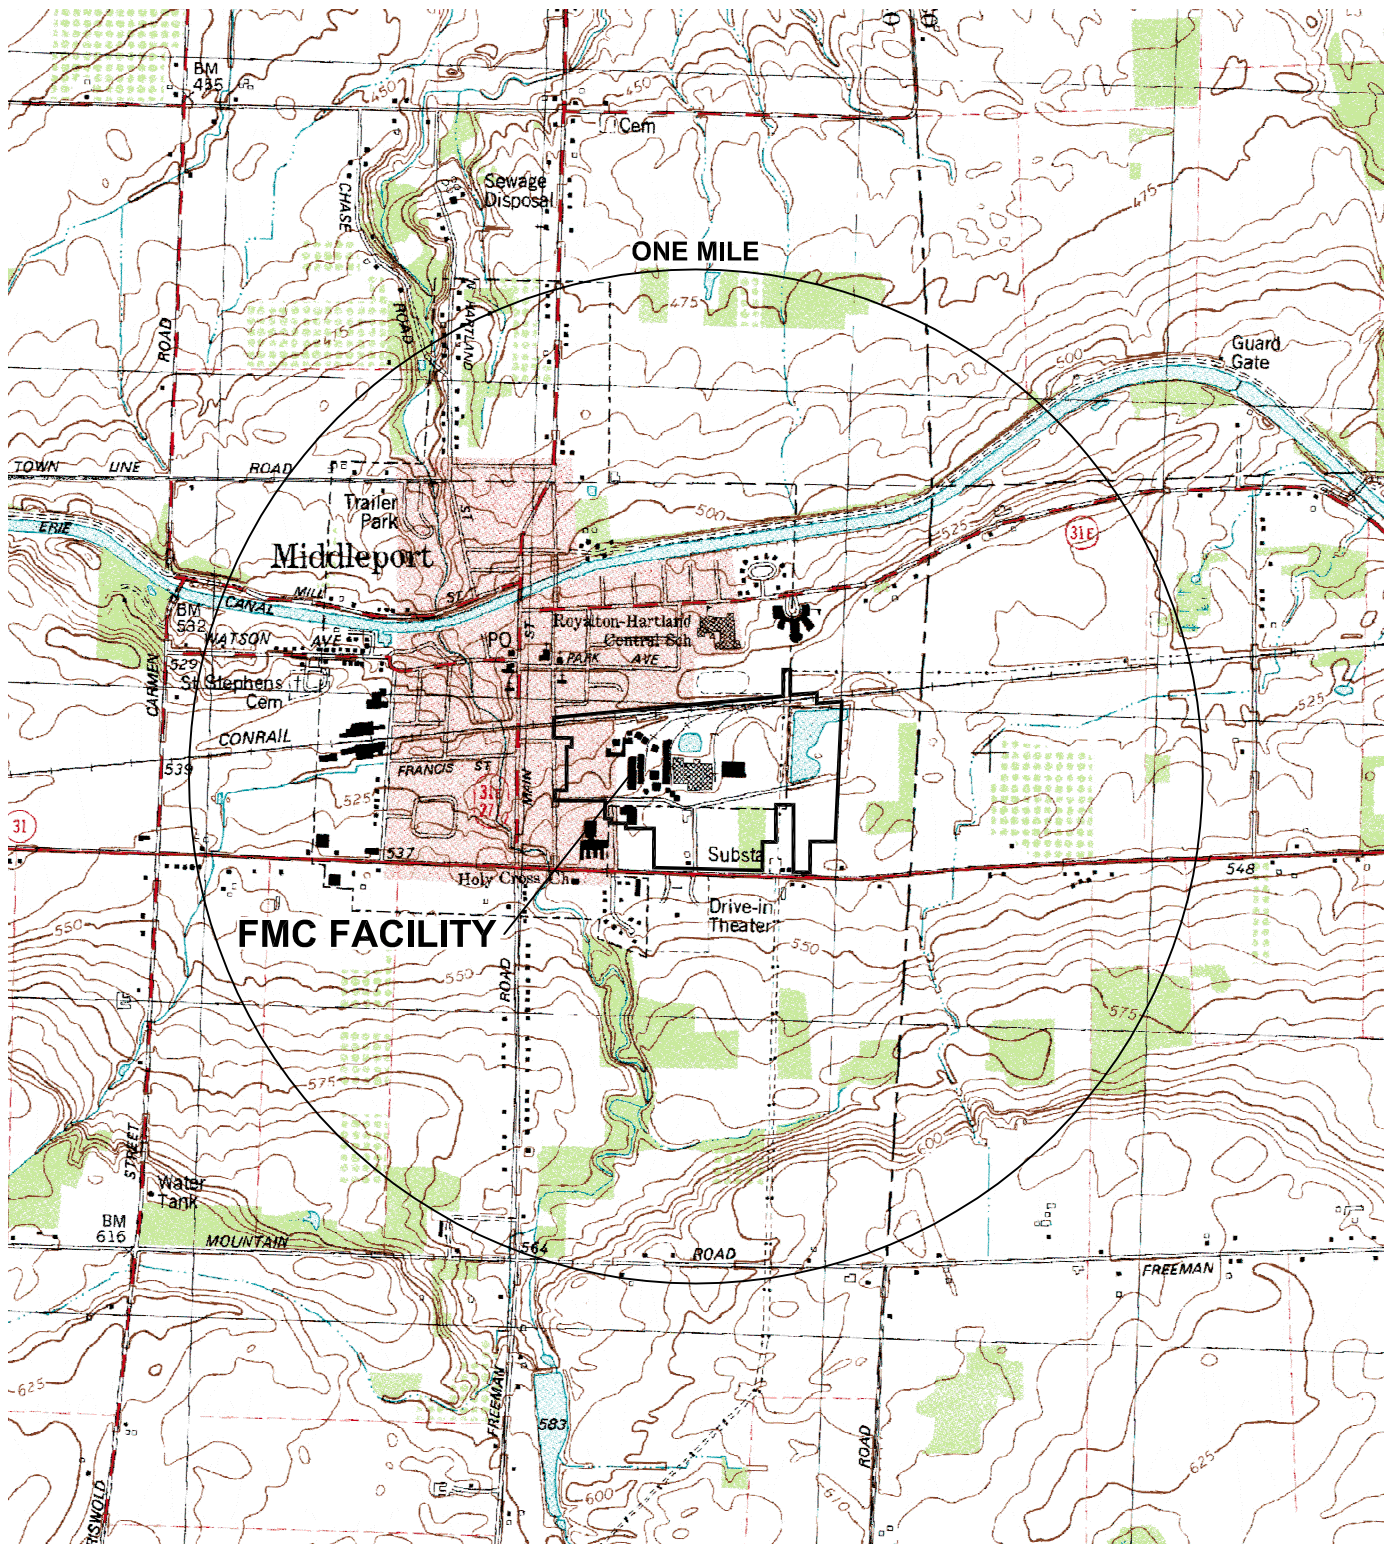 BM
435
450
450
Cem
CHASE
Sewage
Disposal
475
ONE MILE
475
ROAD
ROAD
N HARTLAND
475
500
Guard
Gate
TOWN LINE ROAD
Trailer
Park
ST
500
525
31E
ERIE
Middleport
CANAL
MILL ST
BM
532
WATSON AVE
PO
ST
Royalton-Hartland
Central Sch
PARK AVE
529
St Stephens
Cem
CARMEN
525
CONRAIL
539
FRANCIS ST
MAIN
525
31
537
Substa
548
Holy Cross Ch
Drive-in
Theater
FMC FACILITY
550
550
550
ROAD
575
575
600
STREET
Water
Tank
BM
616
MOUNTAIN
564
ROAD
FREEMAN
625
FREEMAN
583
ROAD
625
600
610